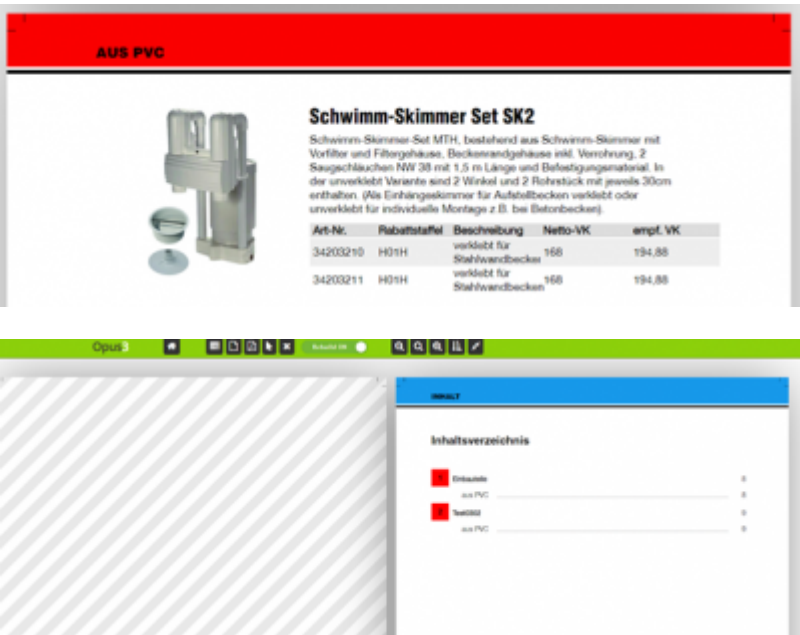 AUS PVC
Schwimm-Skimmer Set SK2
Schwimm-Skimmer-Set MTH, bestehend aus Schwimm-Skimmer mit
Vorfilter und Filtergehäuse, Beckenrandgehäuse inkl. Verrohrung, 2
Saugschläuchen NW 38 mit 1,5 m Länge und Befestigungsmaterial. In
der unverklebt Variante sind 2 Winkel und 2 Rohrstück mit jeweils 30cm
enthalten. (Als Einhängeskimmer für Aufstellbecken verklebt oder
unverklebt für individuelle Montage z.B. bei Betonbecken).
Art-Nr. Rabattstaffel Beschreibung Netto-VK empf. VK
34203210 H01H verklebt für Stahlwandbecken 168 194,88
34203211 H01H verklebt für Stahlwandbecken 168 194,88
Opus
INHALT
Inhaltsverzeichnis
1 Einbauteile 8
aus PVC 8
2 9
aus PVC 9